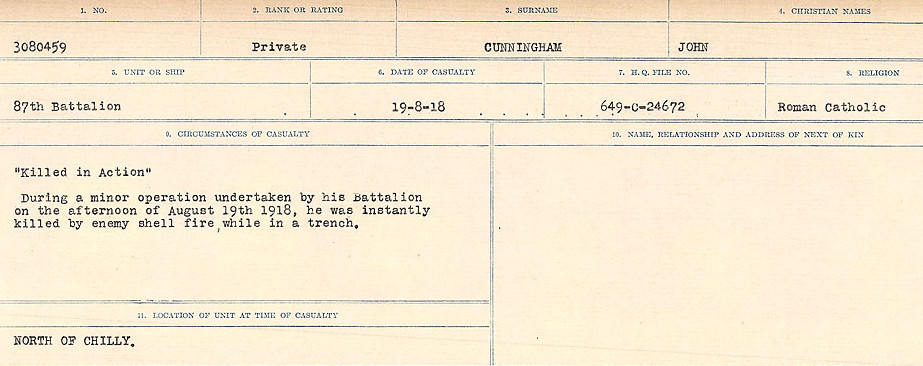 1. NO.
2. RANK OR RATING
3. SURNAME
4. CHRISTIAN NAMES
3080459
Private
CUNNINGHAM
JOHN
5. UNIT OR SHIP
6. DATE OF CASUALTY
7. H. Q. FILE NO.
8. RELIGION
87th Battalion
19-8-18
649-C-24672
Roman Catholic
9. CIRCUMSTANCES OF CASUALTY
10. NAME, RELATIONSHIP AND ADDRESS OF NEXT OF KIN
"Killed in Action"
During a minor operation undertaken by his Battalion
on the afternoon of August 19th 1918, he was instantly
killed by enemy shell fire, while in a trench.
11. LOCATION OF UNIT AT TIME OF CASUALTY
NORTH OF CHILLY.